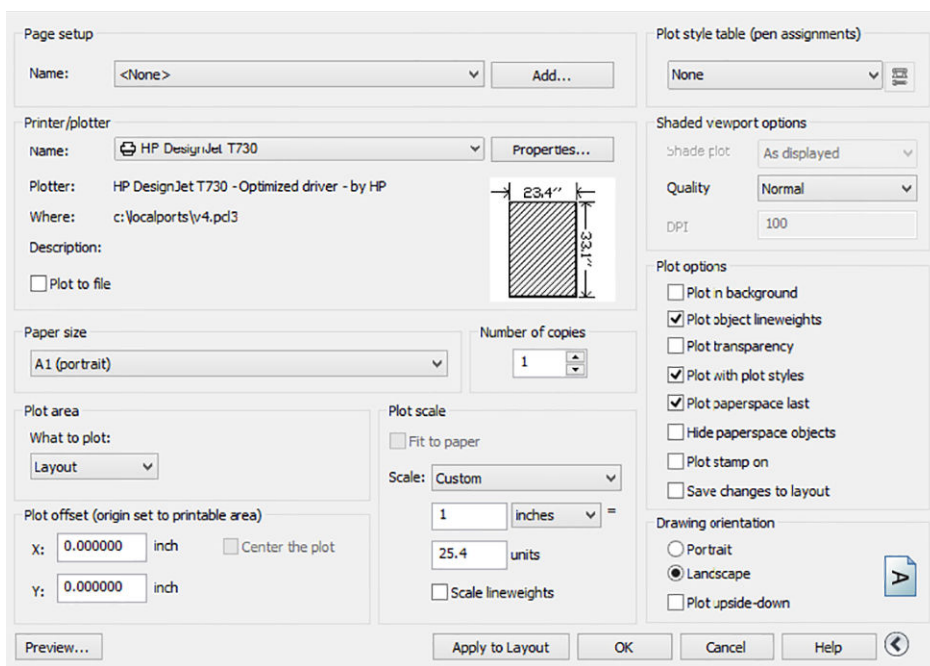 Page setup
Name: <None> Add...
Printer/plotter
Name: HP DesignJet T730 Properties...
Plotter: HP DesignJet T730 - Optimized driver - by HP
Where: c:\localports\v4.pcl3
Description:
Plot to file
23.4″
33.1″
Paper size
A1 (portrait)
Number of copies
1
Plot area
What to plot:
Layout
Plot offset (origin set to printable area)
X: 0.000000 inch Center the plot
Y: 0.000000 inch
Plot scale
Fit to paper
Scale: Custom
1 inches =
25.4 units
Scale lineweights
Plot style table (pen assignments)
None
Shaded viewport options
Shade plot As displayed
Quality Normal
DPI 100
Plot options
Plot in background
Plot object lineweights
Plot transparency
Plot with plot styles
Plot paperspace last
Hide paperspace objects
Plot stamp on
Save changes to layout
Drawing orientation
Portrait
Landscape
Plot upside-down
A
Preview... Apply to Layout OK Cancel Help